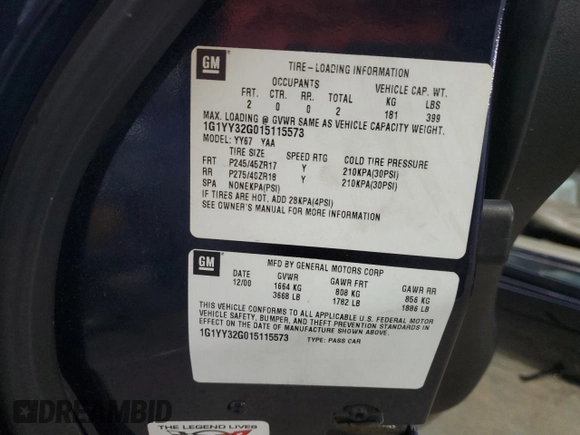 GM
TIRE-LOADING INFORMATION
OCCUPANTS VEHICLE CAP. WT.
FRT. CTR. RR. TOTAL KG LBS
2 0 0 2 181 399
MAX. LOADING @ GVWR SAME AS VEHICLE CAPACITY WEIGHT.
1G1YY32G015115573
MODEL: YY67 YAA
TIRE SIZE SPEED RTG COLD TIRE PRESSURE
FRT P245/45ZR17 Y 210KPA(30PSI)
RR P275/40ZR18 Y 210KPA(30PSI)
SPA NONEKPA(PSI)
IF TIRES ARE HOT, ADD 28KPA(4PSI)
SEE OWNER'S MANUAL FOR MORE INFORMATION
GM
MFD BY GENERAL MOTORS CORP
DATE GVWR GAWR FRT GAWR RR
12/00 1664 KG 808 KG 856 KG
3668 LB 1782 LB 1886 LB
THIS VEHICLE CONFORMS TO ALL APPLICABLE U.S. FEDERAL MOTOR
VEHICLE SAFETY, BUMPER, AND THEFT PREVENTION STANDARDS IN
EFFECT ON THE DATE OF MANUFACTURE SHOWN ABOVE.
1G1YY32G015115573 TYPE: PASS CAR
THE LEGEND LIVES
DREAMBID